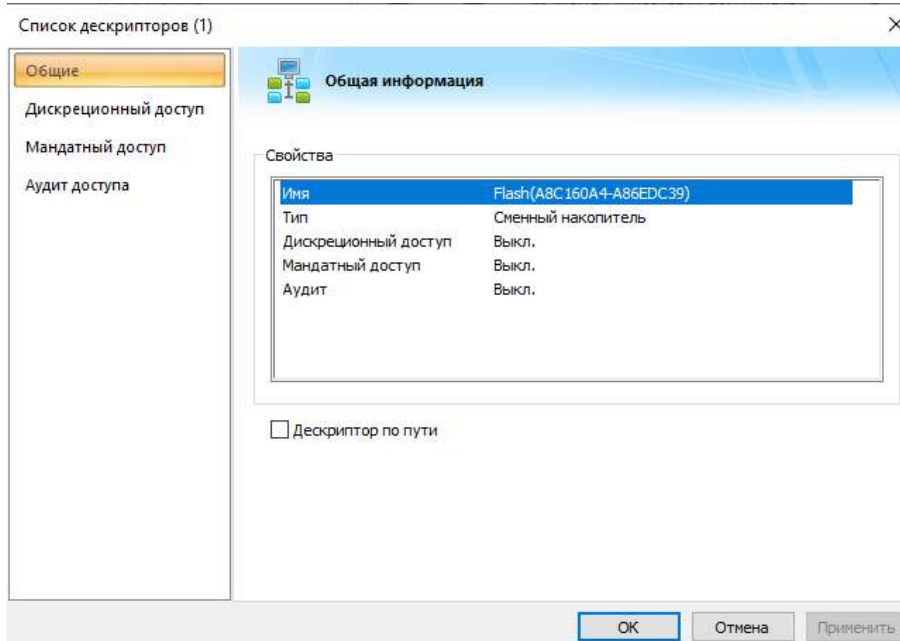 Список дескрипторов (1)
Общие
Дискреционный доступ
Мандатный доступ
Аудит доступа
Общая информация
Свойства
Имя Flash(A8C160A4-A86EDC39)
Тип Сменный накопитель
Дискреционный доступ Выкл.
Мандатный доступ Выкл.
Аудит Выкл.
Дескриптор по пути
ОК Отмена Применить